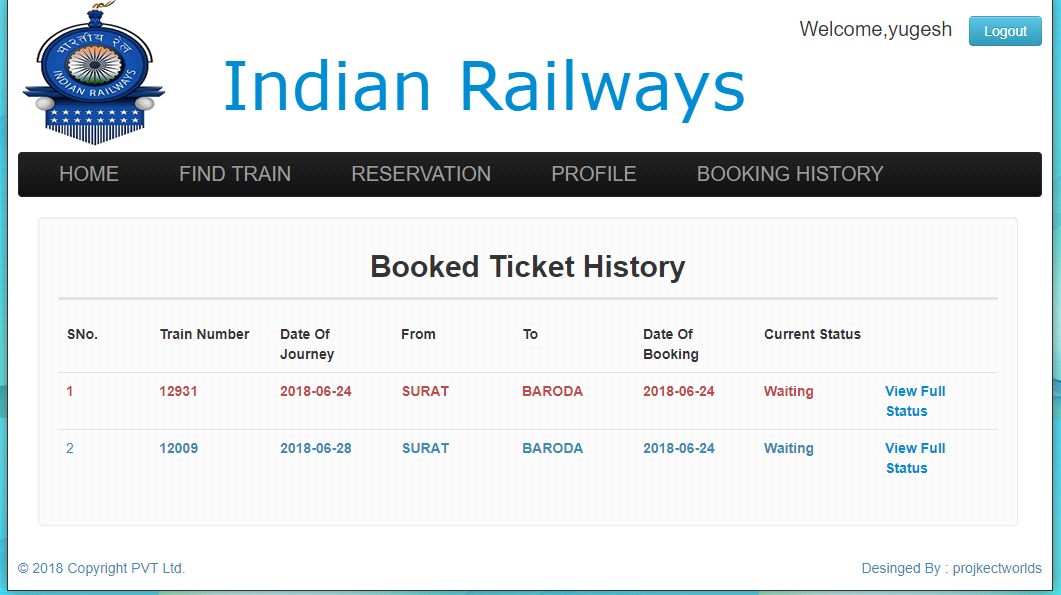 Welcome,yugesh Logout
भारतीय रेल
INDIAN RAILWAYS
Indian Railways
HOME FIND TRAIN RESERVATION PROFILE BOOKING HISTORY
Booked Ticket History
SNo. Train Number Date Of Journey From To Date Of Booking Current Status
1 12931 2018-06-24 SURAT BARODA 2018-06-24 Waiting View Full Status
2 12009 2018-06-28 SURAT BARODA 2018-06-24 Waiting View Full Status
© 2018 Copyright PVT Ltd. Desinged By : projkectworlds